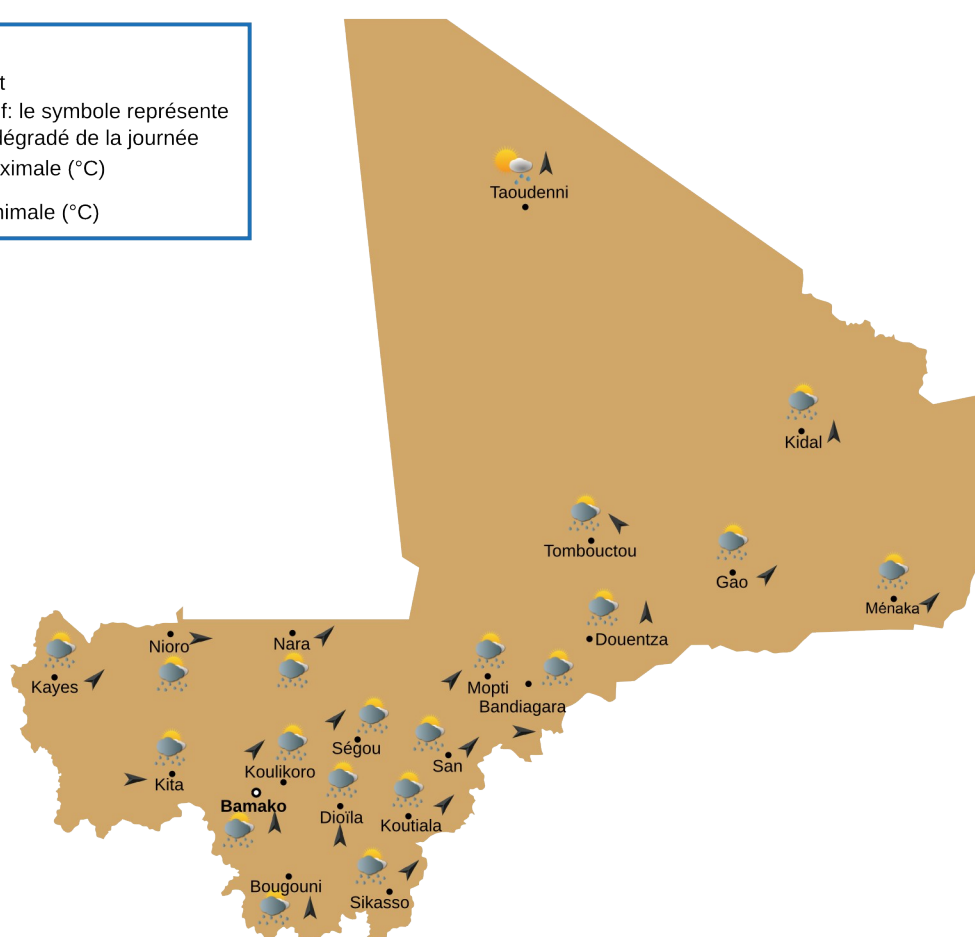 t
f: le symbole représente
dégradé de la journée
ximale (°C)
nimale (°C)
Taoudenni
Kidal
Tombouctou
Gao
Ménaka
Douentza
Nioro
Nara
Kayes
Mopti
Bandiagara
Ségou
San
Koulikoro
Kita
Bamako
Dioïla
Koutiala
Bougouni
Sikasso